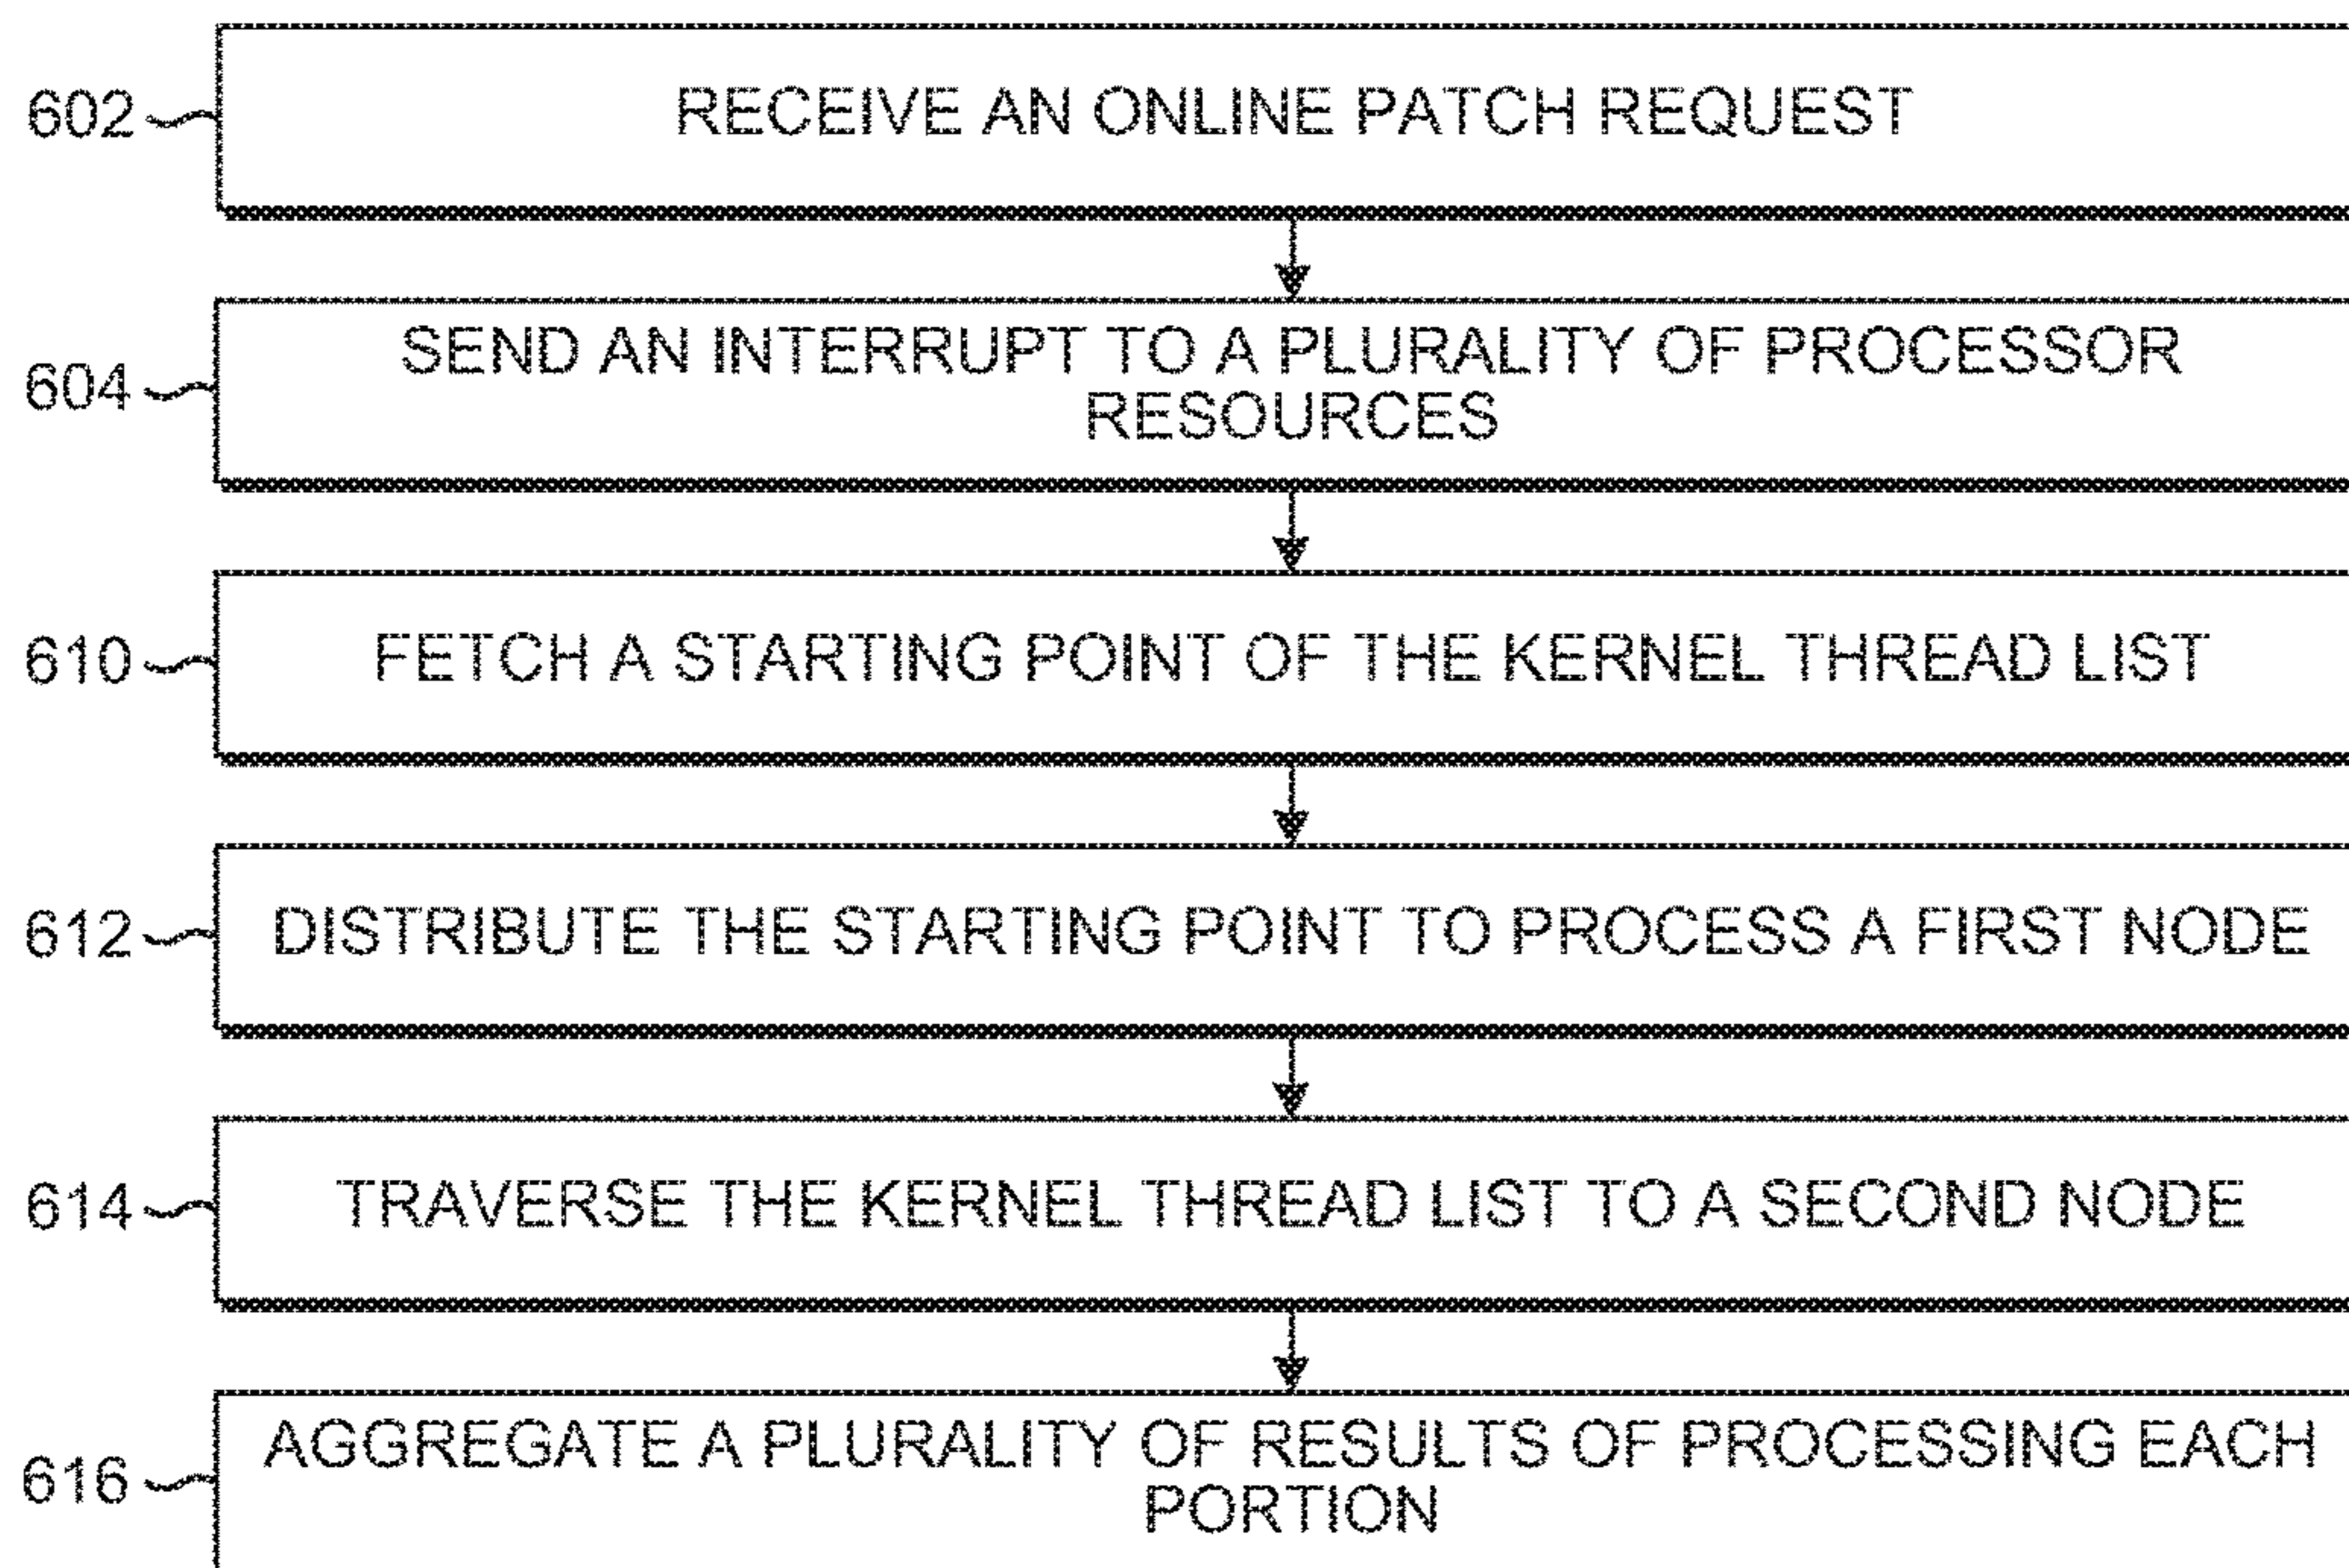 602
RECEIVE AN ONLINE PATCH REQUEST
604
SEND AN INTERRUPT TO A PLURALITY OF PROCESSOR
RESOURCES
610
FETCH A STARTING POINT OF THE KERNEL THREAD LIST
612
DISTRIBUTE THE STARTING POINT TO PROCESS A FIRST NODE
614
TRAVERSE THE KERNEL THREAD LIST TO A SECOND NODE
616
AGGREGATE A PLURALITY OF RESULTS OF PROCESSING EACH
PORTION